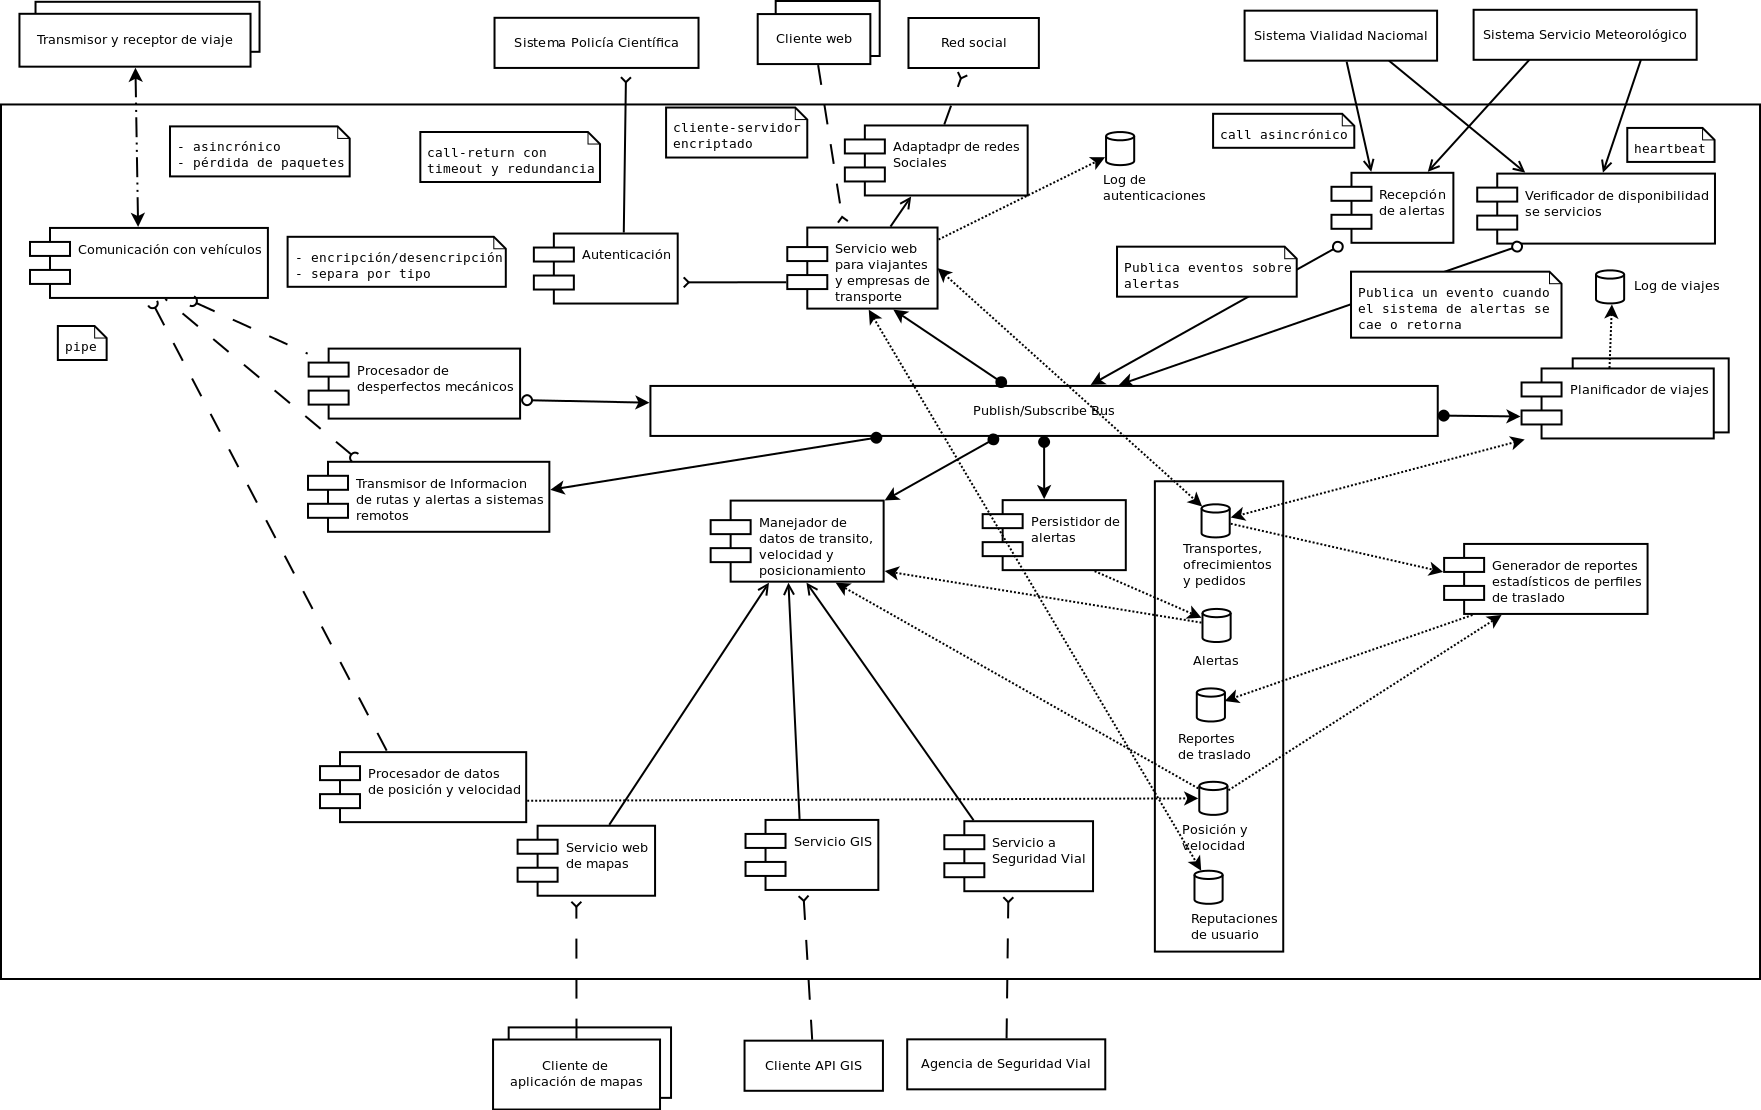 Transmisor y receptor de viaje
Sistema Policía Científica
Cliente web
Red social
Sistema Vialidad Naciomal
Sistema Servicio Meteorológico
- asincrónico
- pérdida de paquetes
call-return con
timeout y redundancia
cliente-servidor
encriptado
Adaptadpr de redes
Sociales
Log de
autenticaciones
call asincrónico
heartbeat
Recepción
de alertas
Verificador de disponibilidad
se servicios
Comunicación con vehículos
- encripción/desencripción
- separa por tipo
Autenticación
Servicio web
para viajantes
y empresas de
transporte
Publica eventos sobre
alertas
Publica un evento cuando
el sistema de alertas se
cae o retorna
Log de viajes
pipe
Procesador de
desperfectos mecánicos
Publish/Subscribe Bus
Planificador de viajes
Transmisor de Informacion
de rutas y alertas a sistemas
remotos
Manejador de
datos de transito,
velocidad y
posicionamiento
Persistidor de
alertas
Transportes,
ofrecimientos
y pedidos
Generador de reportes
estadísticos de perfiles
de traslado
Alertas
Reportes
de traslado
Procesador de datos
de posición y velocidad
Posición y
velocidad
Servicio web
de mapas
Servicio GIS
Servicio a
Seguridad Vial
Reputaciones
de usuario
Cliente de
aplicación de mapas
Cliente API GIS
Agencia de Seguridad Vial